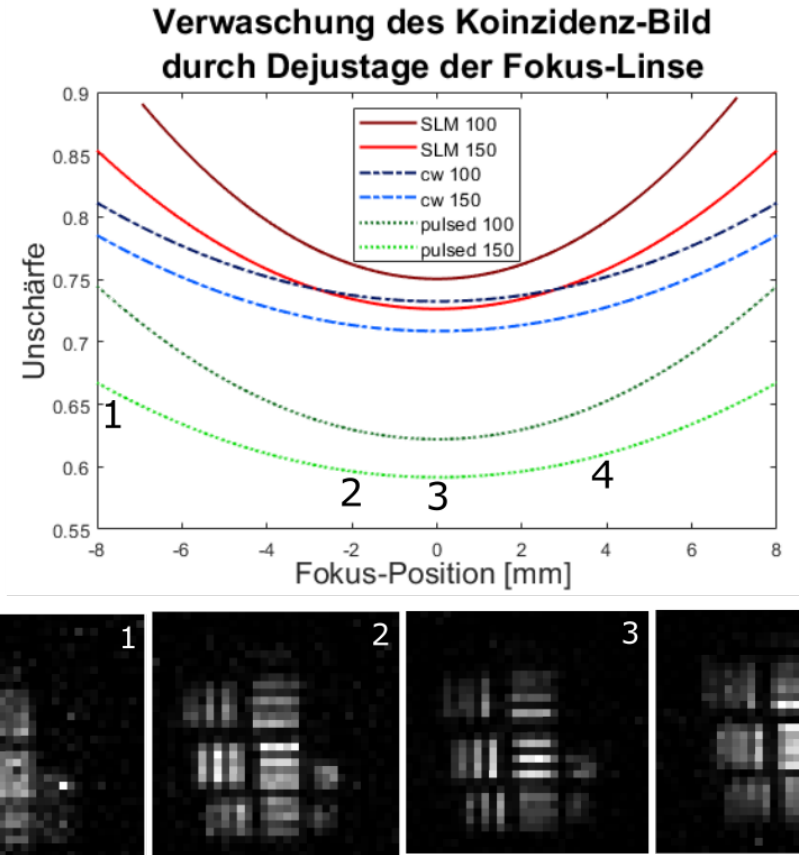 Verwaschung des Koinzidenz-Bild
durch Dejustage der Fokus-Linse
0.9
0.85
0.8
0.75
0.7
0.65
0.6
0.55
Unschärfe
SLM 100
SLM 150
cw 100
cw 150
pulsed 100
pulsed 150
1
2
3
4
-8
-6
-4
-2
0
2
4
6
8
Fokus-Position [mm]
1
2
3